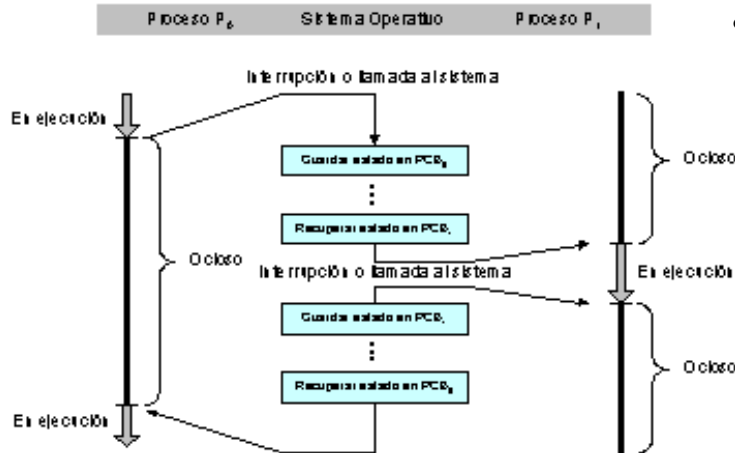 Proceso P₀ Sistema Operativo Proceso P₁
Interrupción o llamada al sistema
En ejecución
Guardar estado en PCB₀
Ocioso
Recuperar estado en PCB₁
Ocioso
Interrupción o llamada al sistema
En ejecución
Guardar estado en PCB₁
Ocioso
Recuperar estado en PCB₀
En ejecución